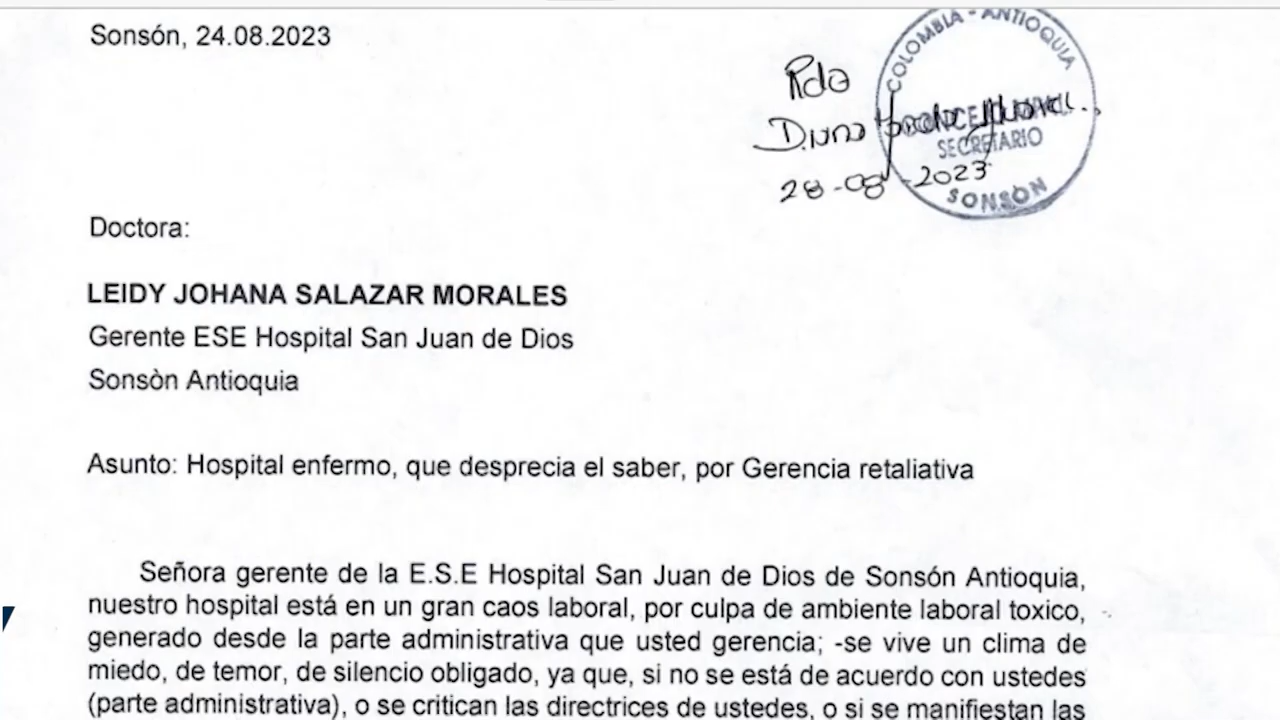 Sonsón, 24.08.2023
COLOMBIA - ANTIOQUIA
Rdo
CONCEJO MPAL.
SECRETARIO
28-08-2023
SONSÓN
Doctora:
LEIDY JOHANA SALAZAR MORALES
Gerente ESE Hospital San Juan de Dios
Sonsòn Antioquia
Asunto: Hospital enfermo, que desprecia el saber, por Gerencia retaliativa
Señora gerente de la E.S.E Hospital San Juan de Dios de Sonsón Antioquia,
nuestro hospital está en un gran caos laboral, por culpa de ambiente laboral toxico,
generado desde la parte administrativa que usted gerencia; -se vive un clima de
miedo, de temor, de silencio obligado, ya que, si no se está de acuerdo con ustedes
(parte administrativa), o se critican las directrices de ustedes, o si se manifiestan las